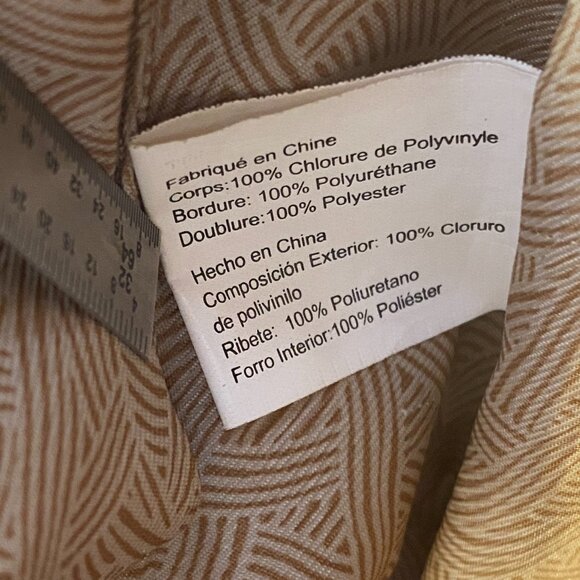 Fabriqué en Chine
Corps:100% Chlorure de Polyvinyle
Bordure: 100% Polyuréthane
Doublure:100% Polyester
Hecho en China
Composición Exterior: 100% Cloruro
de polivinilo
Ribete: 100% Poliuretano
Forro Interior:100% Poliéster